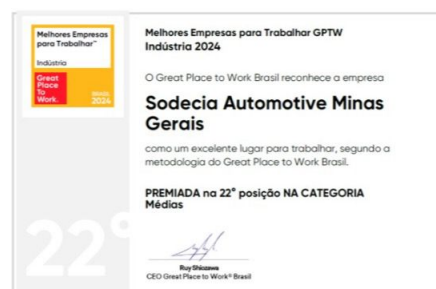 Melhores Empresas
para Trabalhar™
Indústria
Great
Place
To
Work.
BRASIL
2024
Melhores Empresas para Trabalhar GPTW
Indústria 2024
O Great Place to Work Brasil reconhece a empresa
Sodecia Automotive Minas
Gerais
como um excelente lugar para trabalhar, segundo a
metodologia do Great Place to Work Brasil.
PREMIADA na 22° posição NA CATEGORIA
Médias
22°
Ruy Shiozawa
CEO Great Place to Work® Brasil